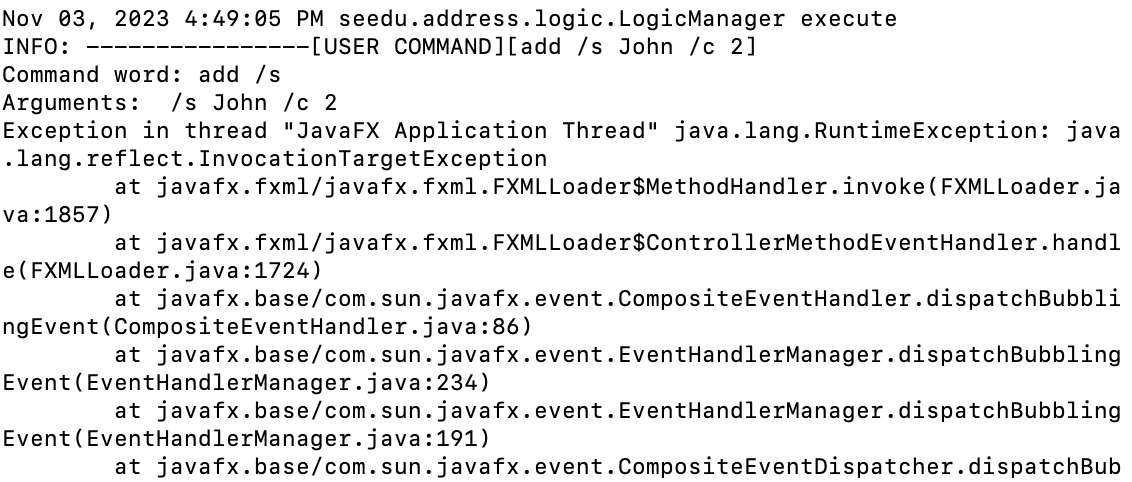 Nov 03, 2023 4:49:05 PM seedu.address.logic.LogicManager execute
INFO: ----------------[USER COMMAND][add /s John /c 2]
Command word: add /s
Arguments:  /s John /c 2
Exception in thread "JavaFX Application Thread" java.lang.RuntimeException: java
.lang.reflect.InvocationTargetException
        at javafx.fxml/javafx.fxml.FXMLLoader$MethodHandler.invoke(FXMLLoader.ja
va:1857)
        at javafx.fxml/javafx.fxml.FXMLLoader$ControllerMethodEventHandler.handl
e(FXMLLoader.java:1724)
        at javafx.base/com.sun.javafx.event.CompositeEventHandler.dispatchBubbli
ngEvent(CompositeEventHandler.java:86)
        at javafx.base/com.sun.javafx.event.EventHandlerManager.dispatchBubbling
Event(EventHandlerManager.java:234)
        at javafx.base/com.sun.javafx.event.EventHandlerManager.dispatchBubbling
Event(EventHandlerManager.java:191)
        at javafx.base/com.sun.javafx.event.CompositeEventDispatcher.dispatchBub